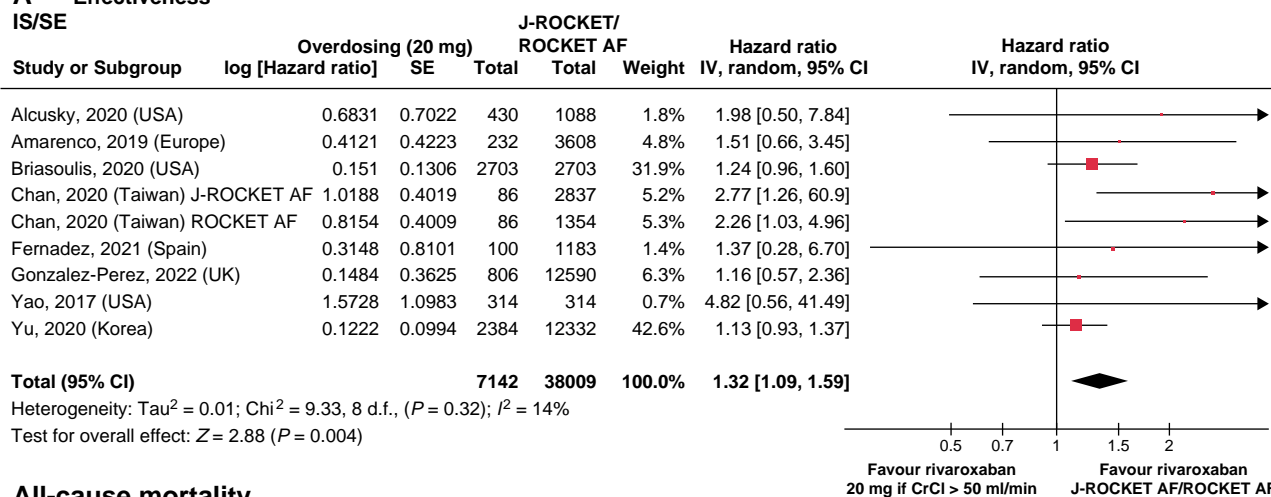 A Effectiveness
IS/SE
J-ROCKET/
Overdosing (20 mg) ROCKET AF Hazard ratio Hazard ratio
Study or Subgroup log [Hazard ratio] SE Total Total Weight IV, random, 95% CI IV, random, 95% CI
Alcusky, 2020 (USA) 0.6831 0.7022 430 1088 1.8% 1.98 [0.50, 7.84]
Amarenco, 2019 (Europe) 0.4121 0.4223 232 3608 4.8% 1.51 [0.66, 3.45]
Briasoulis, 2020 (USA) 0.151 0.1306 2703 2703 31.9% 1.24 [0.96, 1.60]
Chan, 2020 (Taiwan) J-ROCKET AF 1.0188 0.4019 86 2837 5.2% 2.77 [1.26, 60.9]
Chan, 2020 (Taiwan) ROCKET AF 0.8154 0.4009 86 1354 5.3% 2.26 [1.03, 4.96]
Fernadez, 2021 (Spain) 0.3148 0.8101 100 1183 1.4% 1.37 [0.28, 6.70]
Gonzalez-Perez, 2022 (UK) 0.1484 0.3625 806 12590 6.3% 1.16 [0.57, 2.36]
Yao, 2017 (USA) 1.5728 1.0983 314 314 0.7% 4.82 [0.56, 41.49]
Yu, 2020 (Korea) 0.1222 0.0994 2384 12332 42.6% 1.13 [0.93, 1.37]
Total (95% CI) 7142 38009 100.0% 1.32 [1.09, 1.59]
Heterogeneity: Tau² = 0.01; Chi² = 9.33, 8 d.f., (P = 0.32); I² = 14%
Test for overall effect: Z = 2.88 (P = 0.004)
0.5 0.7 1 1.5 2
Favour rivaroxaban Favour rivaroxaban
20 mg if CrCl > 50 ml/min J-ROCKET AF/ROCKET AF
All-cause mortality